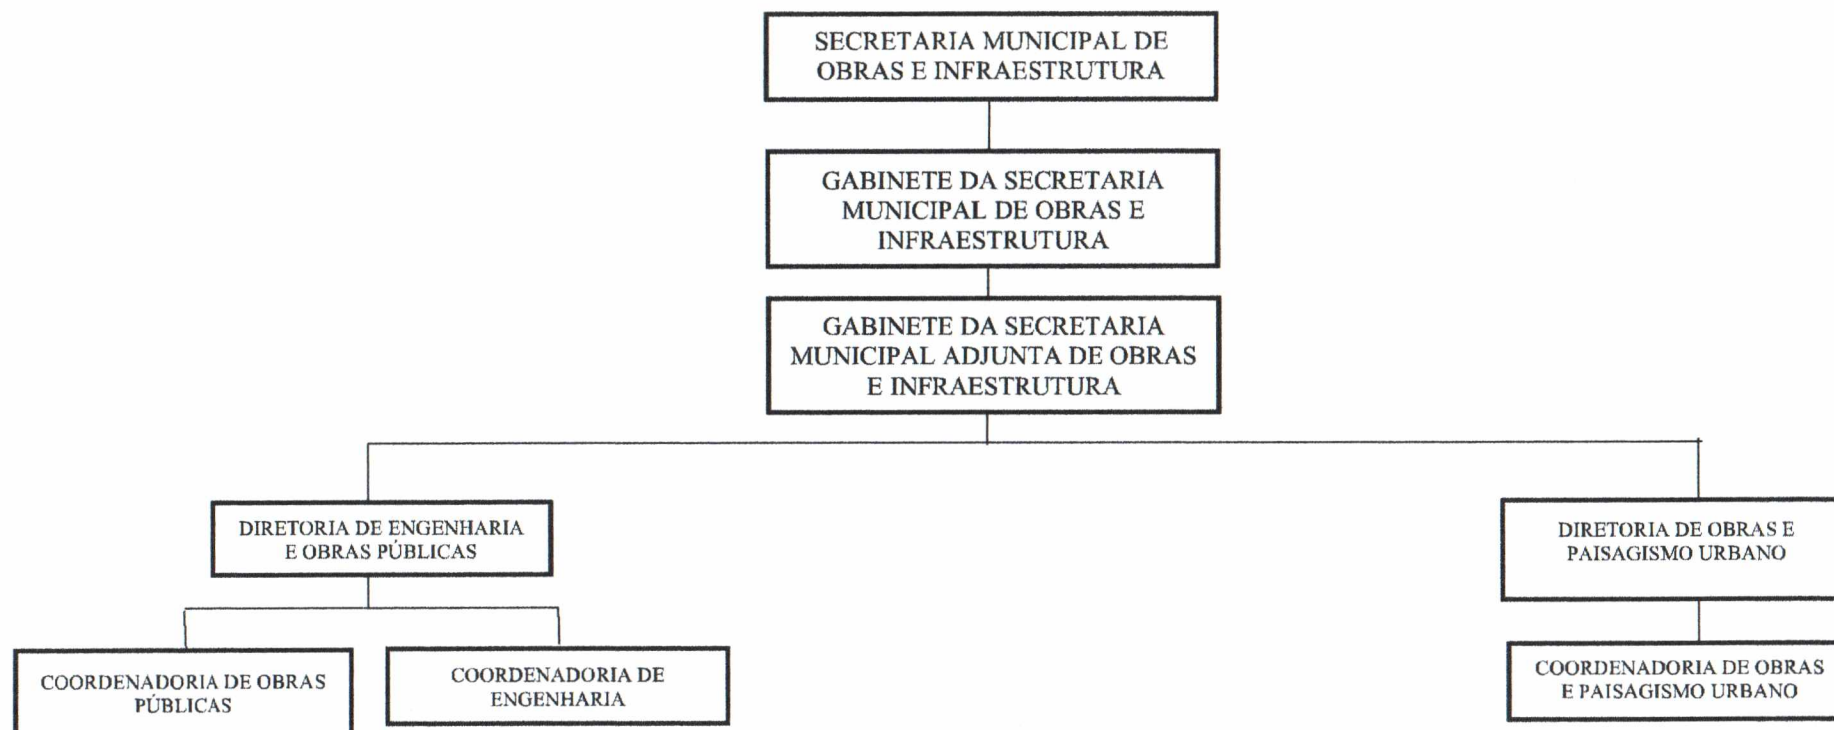 SECRETARIA MUNICIPAL DE
OBRAS E INFRAESTRUTURA
GABINETE DA SECRETARIA
MUNICIPAL DE OBRAS E
INFRAESTRUTURA
GABINETE DA SECRETARIA
MUNICIPAL ADJUNTA DE OBRAS
E INFRAESTRUTURA
DIRETORIA DE ENGENHARIA
E OBRAS PÚBLICAS
DIRETORIA DE OBRAS E
PAISAGISMO URBANO
COORDENADORIA DE OBRAS
PÚBLICAS
COORDENADORIA DE
ENGENHARIA
COORDENADORIA DE OBRAS
E PAISAGISMO URBANO